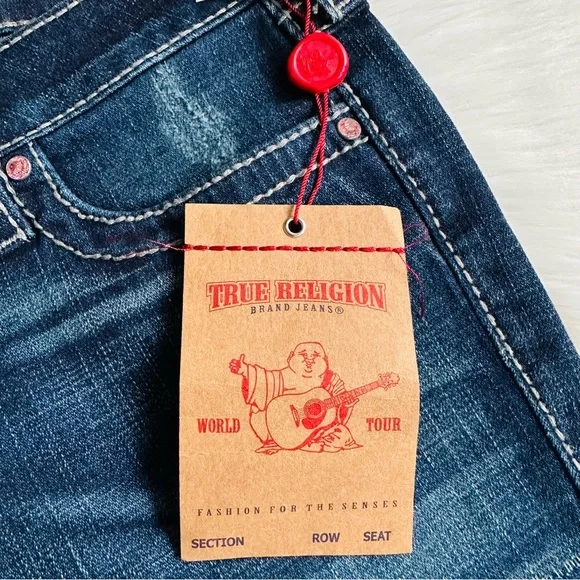 TRUE RELIGION
BRAND JEANS®
WORLD TOUR
FASHION FOR THE SENSES
SECTION ROW SEAT